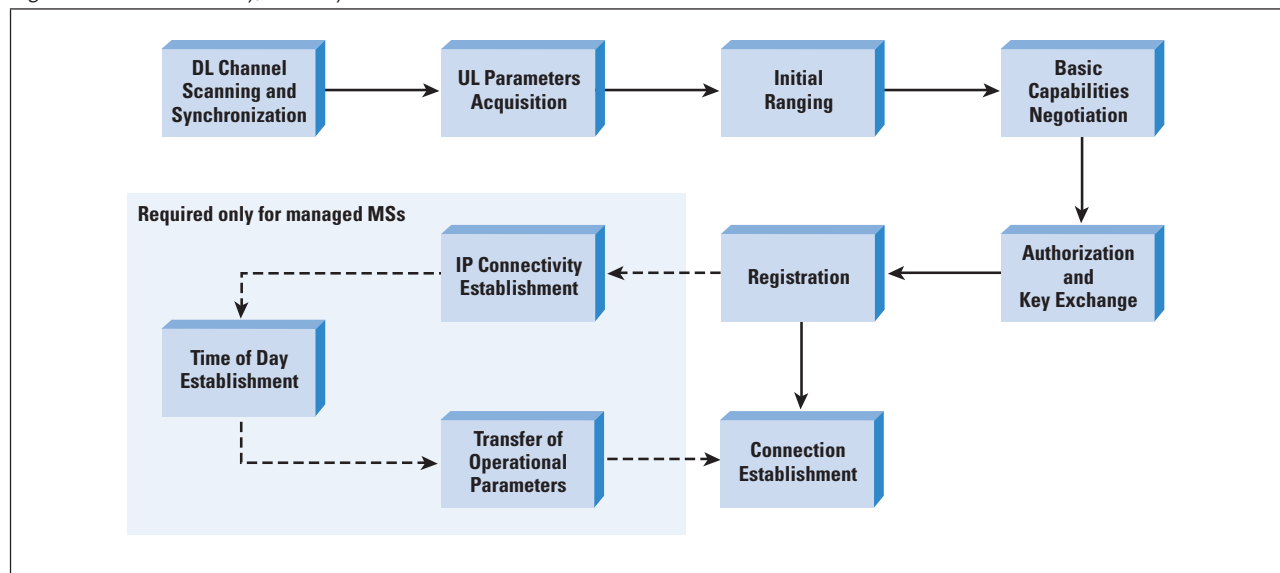 DL Channel
Scanning and
Synchronization
UL Parameters
Acquisition
Initial
Ranging
Basic
Capabilities
Negotiation
Required only for managed MSs
IP Connectivity
Establishment
Registration
Authorization
and
Key Exchange
Time of Day
Establishment
Transfer of
Operational
Parameters
Connection
Establishment